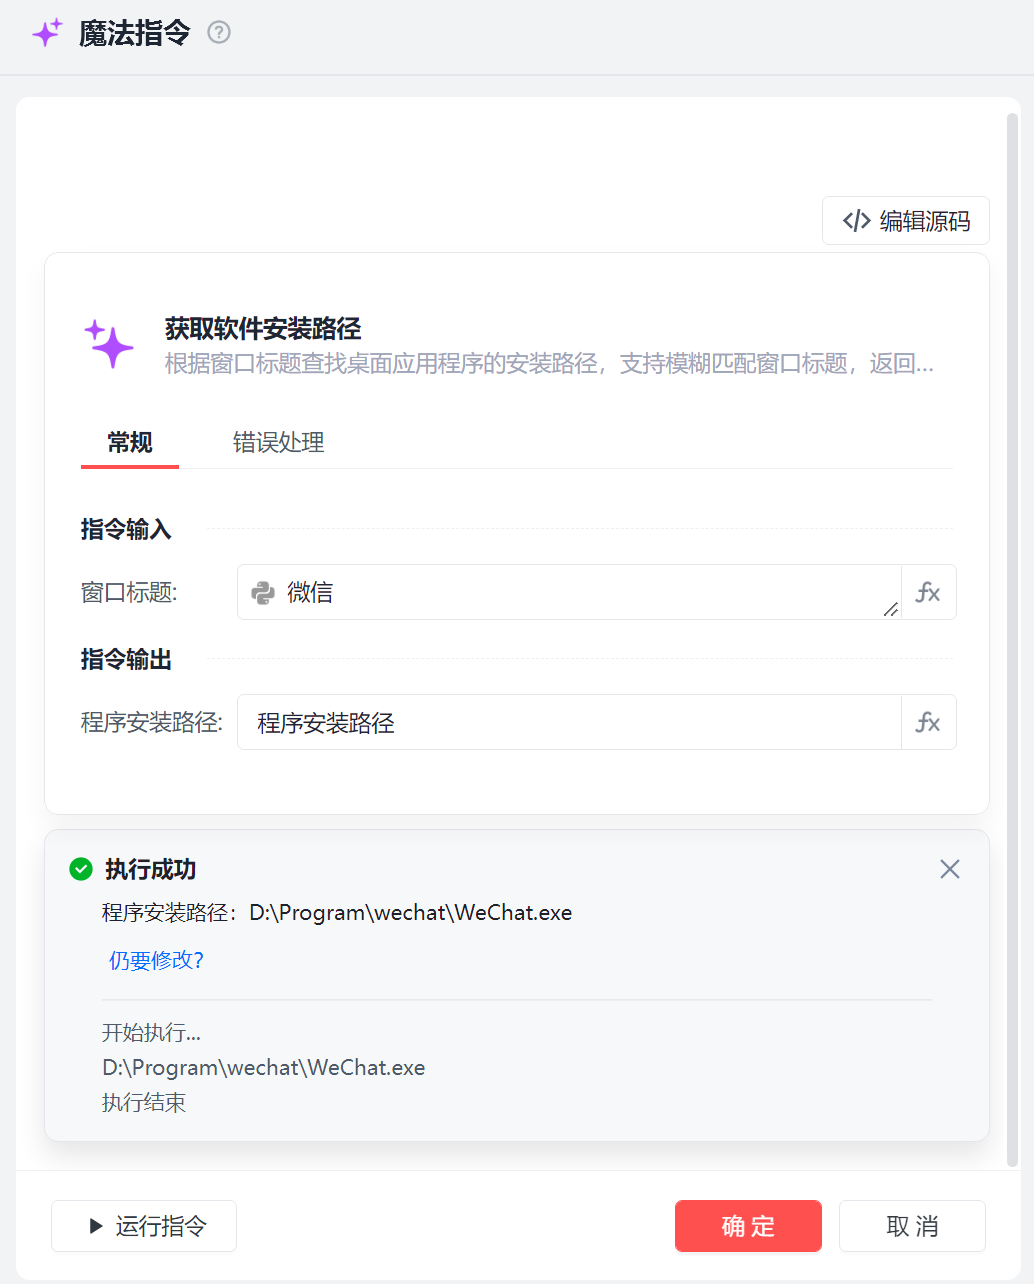 魔法指令
编辑源码
获取软件安装路径
根据窗口标题查找桌面应用程序的安装路径，支持模糊匹配窗口标题，返回...
常规 错误处理
指令输入
窗口标题: 微信 fx
指令输出
程序安装路径: 程序安装路径 fx
执行成功
程序安装路径：D:\Program\wechat\WeChat.exe
仍要修改?
开始执行...
D:\Program\wechat\WeChat.exe
执行结束
运行指令 确定 取消